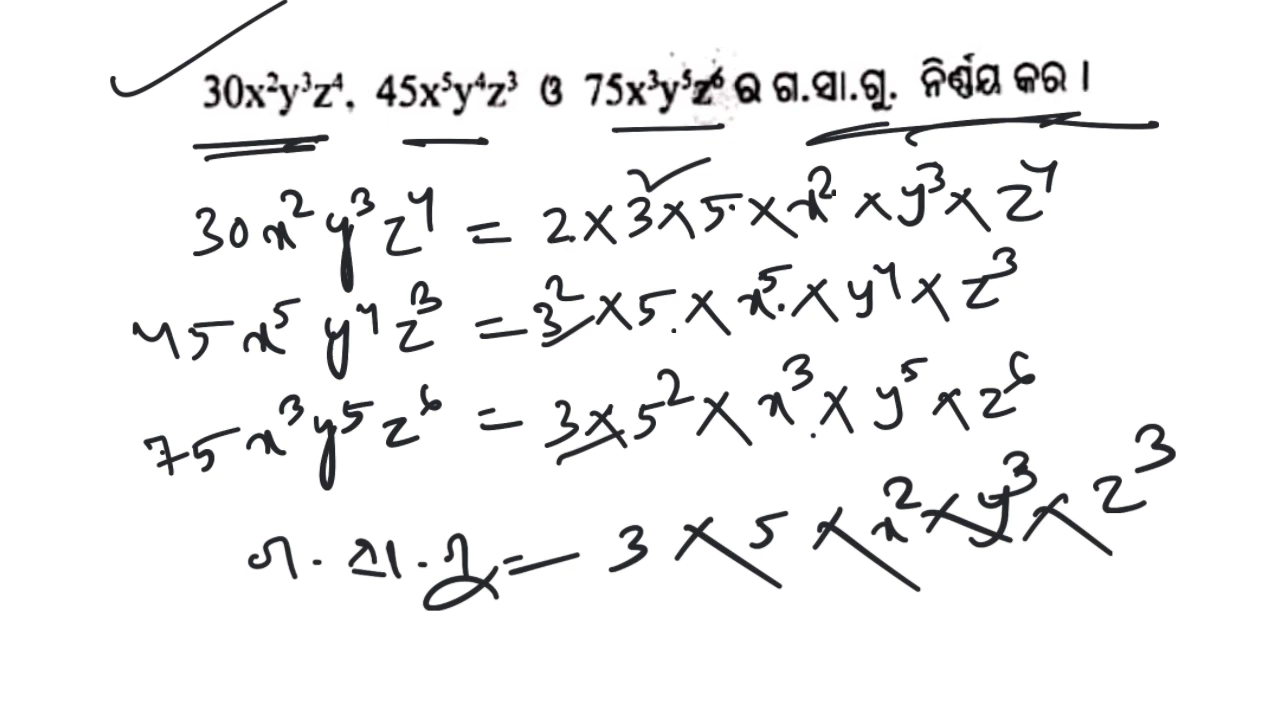 30x²y³z⁴, 45x⁵y⁴z³ ଓ 75x³y⁵z⁶ ର ଗ.ସା.ଗୁ. ନିର୍ଣ୍ଣୟ କର ।
30x²y³z⁴ = 2×3×5×x²×y³×z⁴
45x⁵y⁴z³ = 3²×5×x⁵×y⁴×z³
75x³y⁵z⁶ = 3×5²×x³×y⁵×z⁶
ଗ.ସା.ଗୁ = 3×5×x²×y³×z³